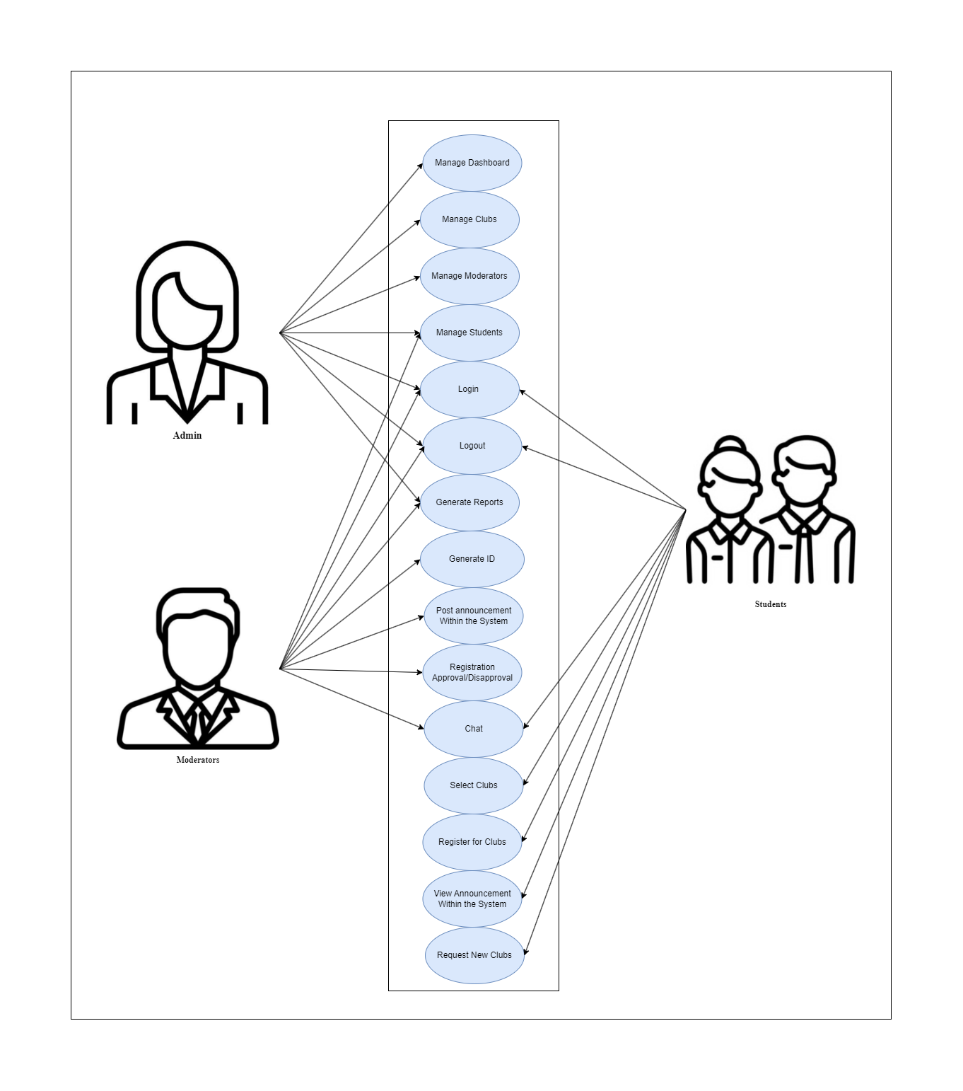 Manage Dashboard
Manage Clubs
Manage Moderators
Manage Students
Login
Admin
Logout
Generate Reports
Generate ID
Post announcement
Within the System
Students
Registration
Approval/Disapproval
Chat
Moderators
Select Clubs
Register for Clubs
View Announcement
Within the System
Request New Clubs